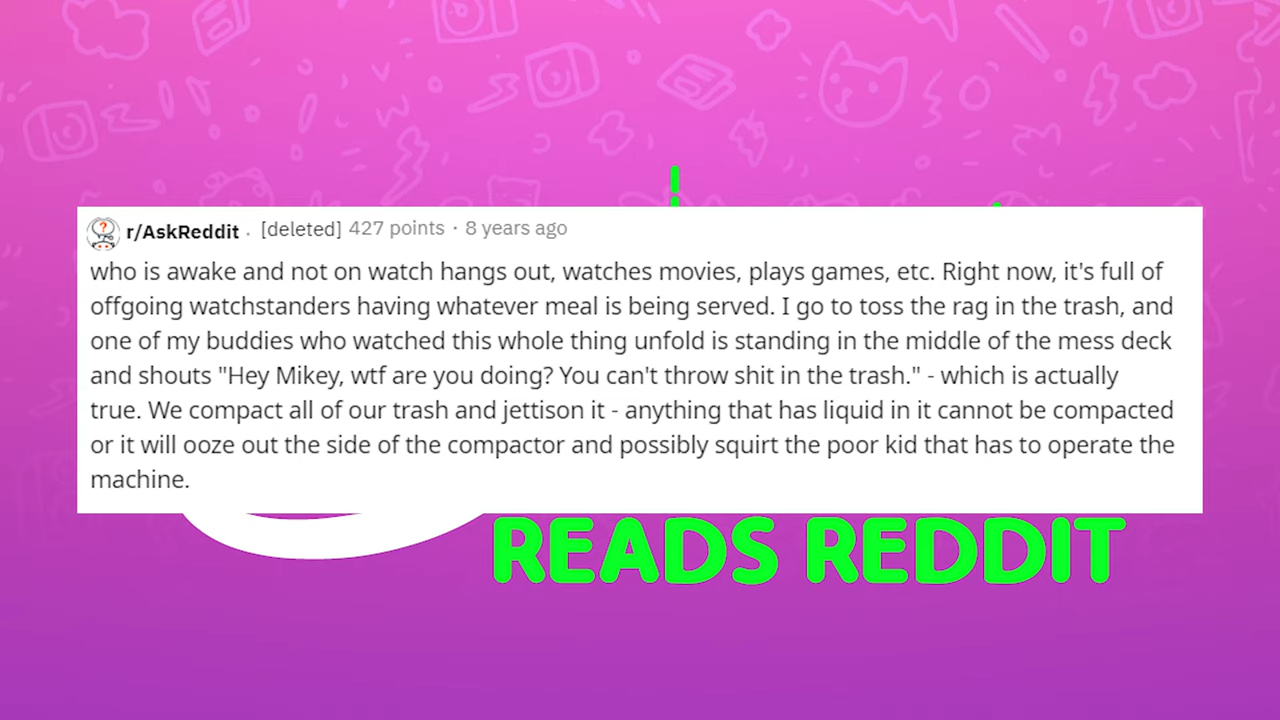 r/AskReddit · [deleted] 427 points · 8 years ago
who is awake and not on watch hangs out, watches movies, plays games, etc. Right now, it's full of
offgoing watchstanders having whatever meal is being served. I go to toss the rag in the trash, and
one of my buddies who watched this whole thing unfold is standing in the middle of the mess deck
and shouts "Hey Mikey, wtf are you doing? You can't throw shit in the trash." - which is actually
true. We compact all of our trash and jettison it - anything that has liquid in it cannot be compacted
or it will ooze out the side of the compactor and possibly squirt the poor kid that has to operate the
machine.
READS REDDIT